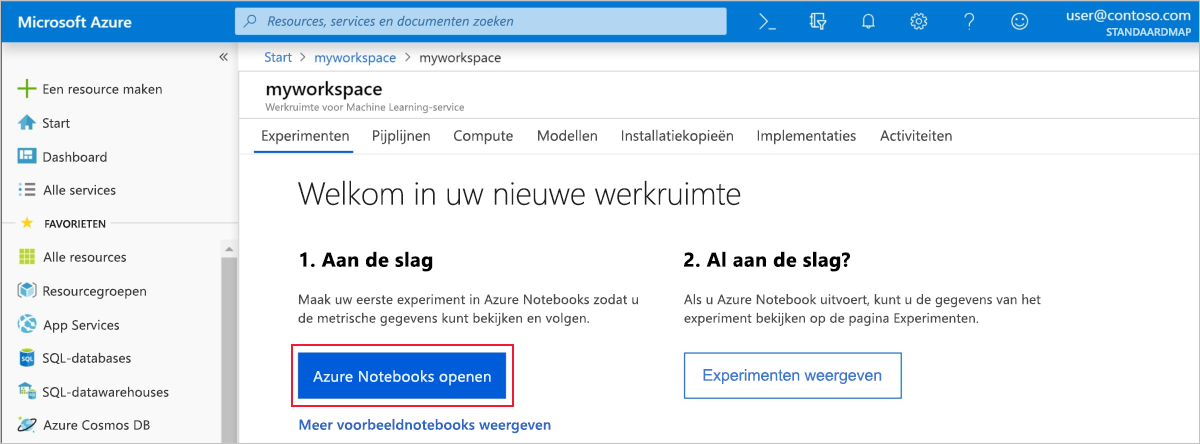 Microsoft Azure
Resources, services en documenten zoeken
user@contoso.com
STANDAARDMAP
Een resource maken
Start
Dashboard
Alle services
FAVORIETEN
Alle resources
Resourcegroepen
App Services
SQL-databases
SQL-datawarehouses
Azure Cosmos DB
Start > myworkspace > myworkspace
myworkspace
Werkruimte voor Machine Learning-service
Experimenten Pijplijnen Compute Modellen Installatiekopieën Implementaties Activiteiten
Welkom in uw nieuwe werkruimte
1. Aan de slag
Maak uw eerste experiment in Azure Notebooks zodat u
de metrische gegevens kunt bekijken en volgen.
Azure Notebooks openen
Meer voorbeeldnotebooks weergeven
2. Al aan de slag?
Als u Azure Notebook uitvoert, kunt u de gegevens van het
experiment bekijken op de pagina Experimenten.
Experimenten weergeven